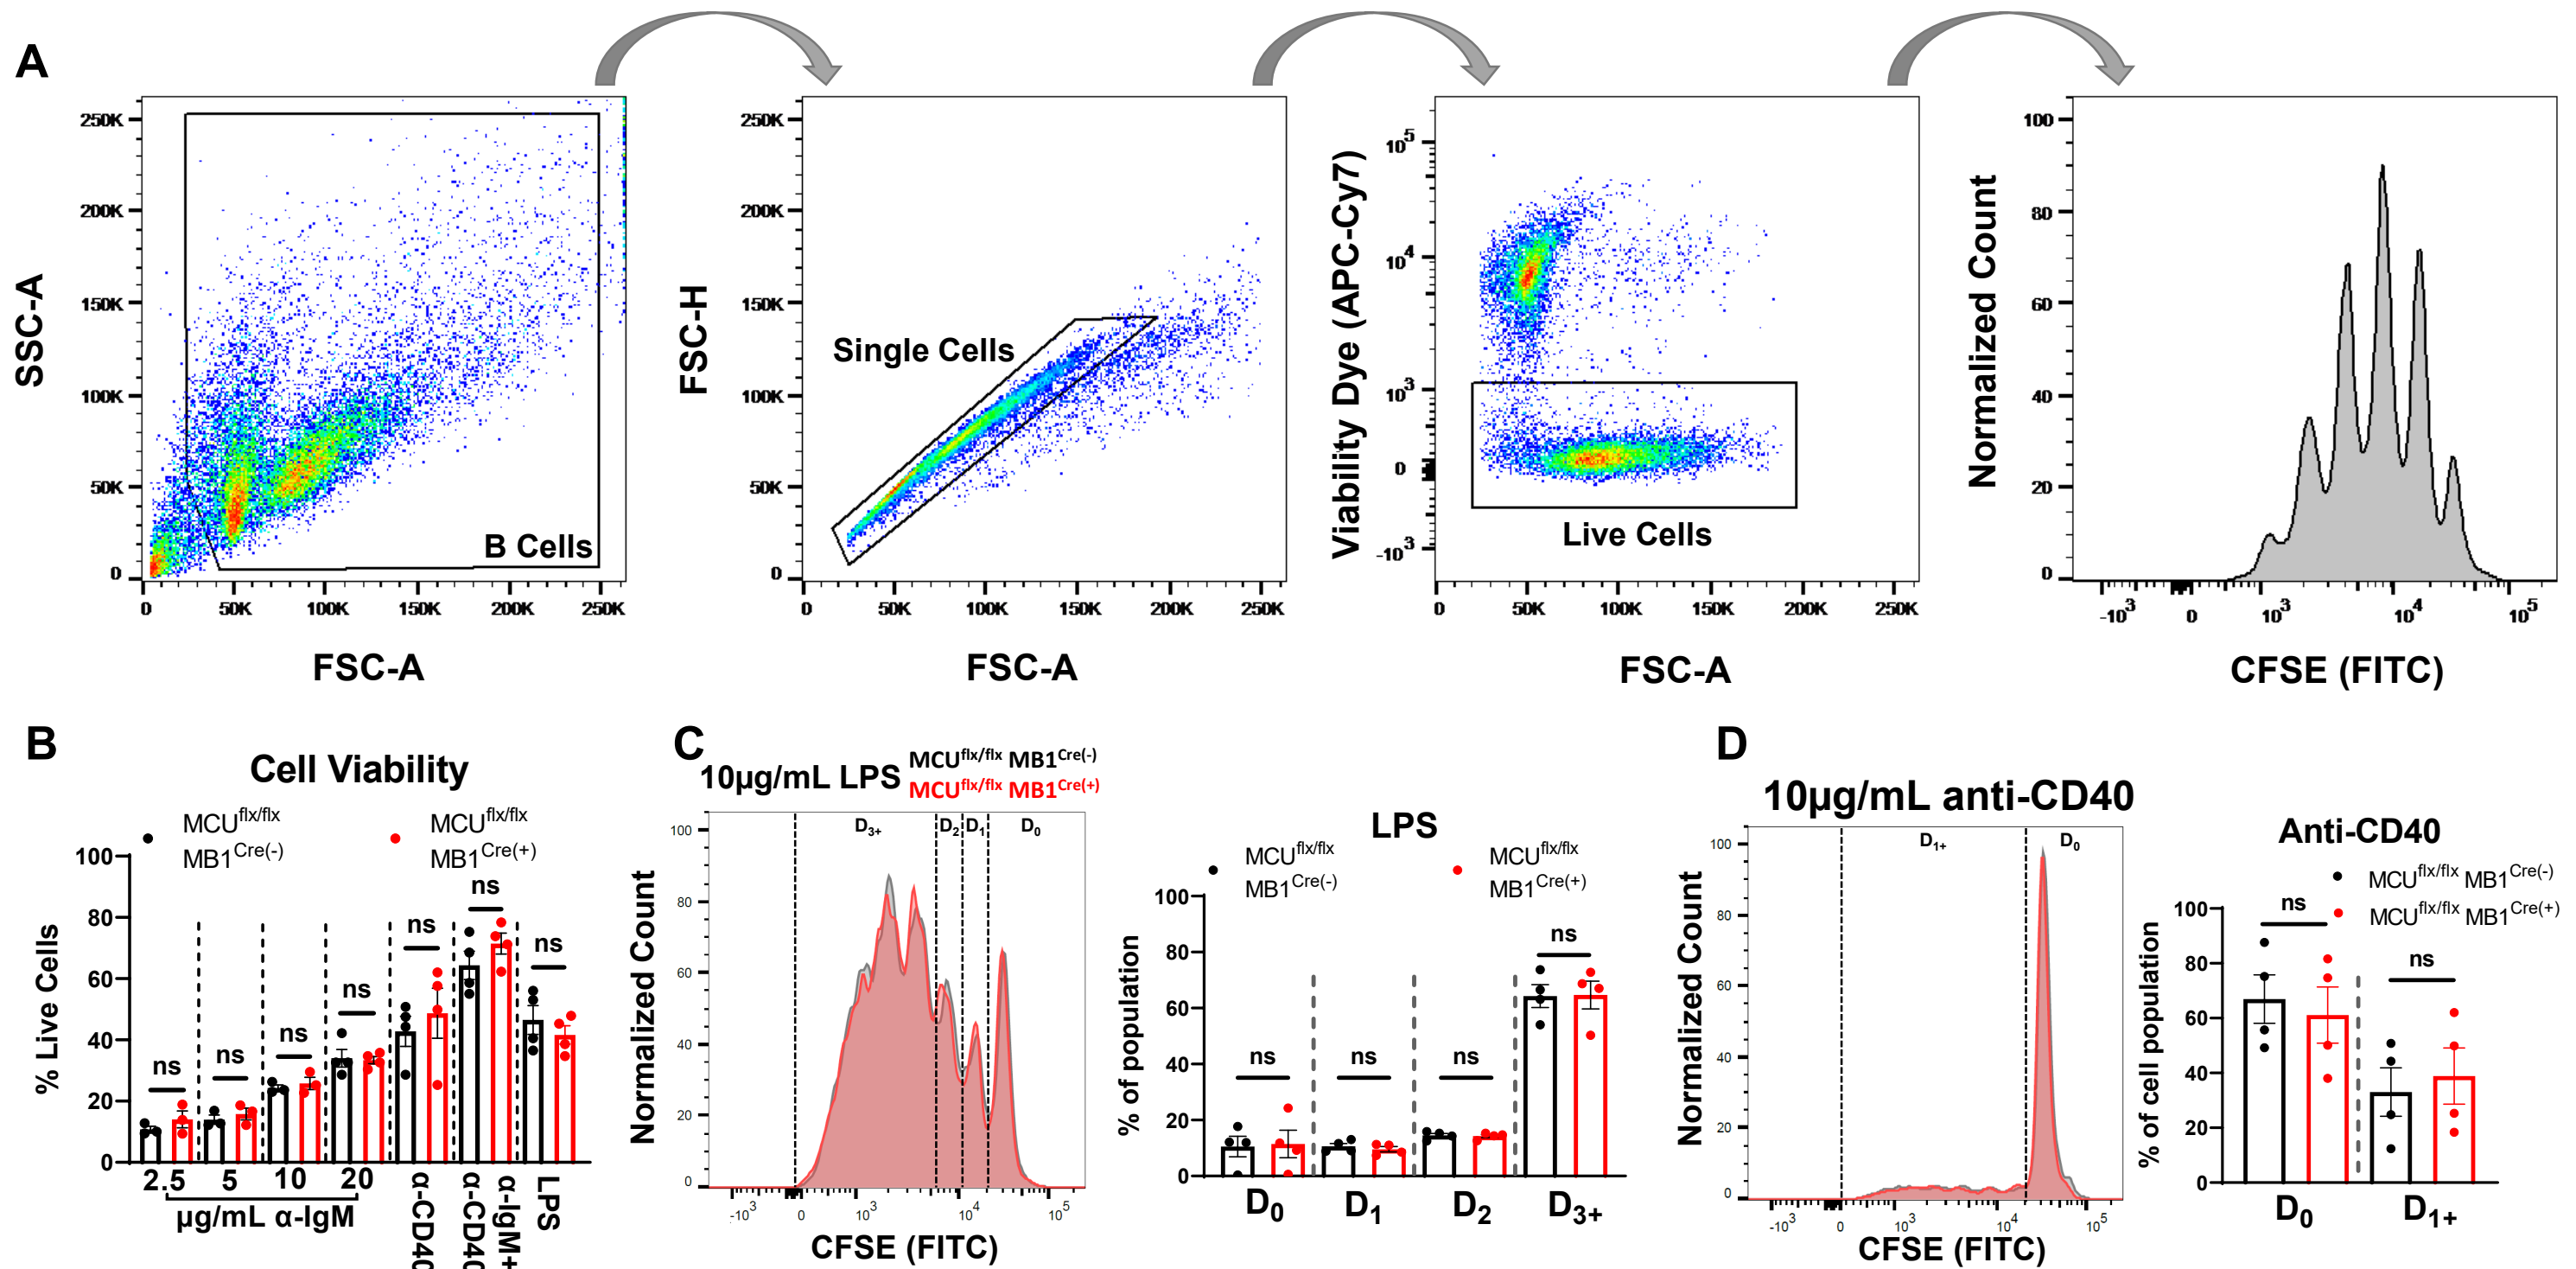 A
SSC-A
250K
200K
150K
100K
50K
0
B Cells
0 50K 100K 150K 200K 250K
FSC-A
FSC-H
250K
200K
150K
100K
50K
0
Single Cells
0 50K 100K 150K 200K 250K
FSC-A
Viability Dye (APC-Cy7)
10^5
10^4
10^3
0
-10^3
Live Cells
0 50K 100K 150K 200K 250K
FSC-A
Normalized Count
100
80
60
40
20
0
-10^3 0 10^3 10^4 10^5
CFSE (FITC)
B
Cell Viability
MCU^flx/flx
MB1^Cre(-)
MCU^flx/flx
MB1^Cre(+)
% Live Cells
100
80
60
40
20
0
ns ns ns ns ns ns ns
2.5 5 10 20
µg/mL α-IgM
α-CD40
α-IgM+
α-CD40
LPS
C
10µg/mL LPS
MCU^flx/flx MB1^Cre(-)
MCU^flx/flx MB1^Cre(+)
Normalized Count
100
80
60
40
20
0
D3+ D2 D1 D0
-10^3 0 10^3 10^4 10^5
CFSE (FITC)
LPS
MCU^flx/flx
MB1^Cre(-)
MCU^flx/flx
MB1^Cre(+)
% of population
100
80
60
40
20
0
ns ns ns ns
D0 D1 D2 D3+
D
10µg/mL anti-CD40
Normalized Count
100
80
60
40
20
0
D1+ D0
-10^3 0 10^3 10^4 10^5
CFSE (FITC)
Anti-CD40
MCU^flx/flx MB1^Cre(-)
MCU^flx/flx MB1^Cre(+)
% of cell population
100
80
60
40
20
0
ns ns
D0 D1+